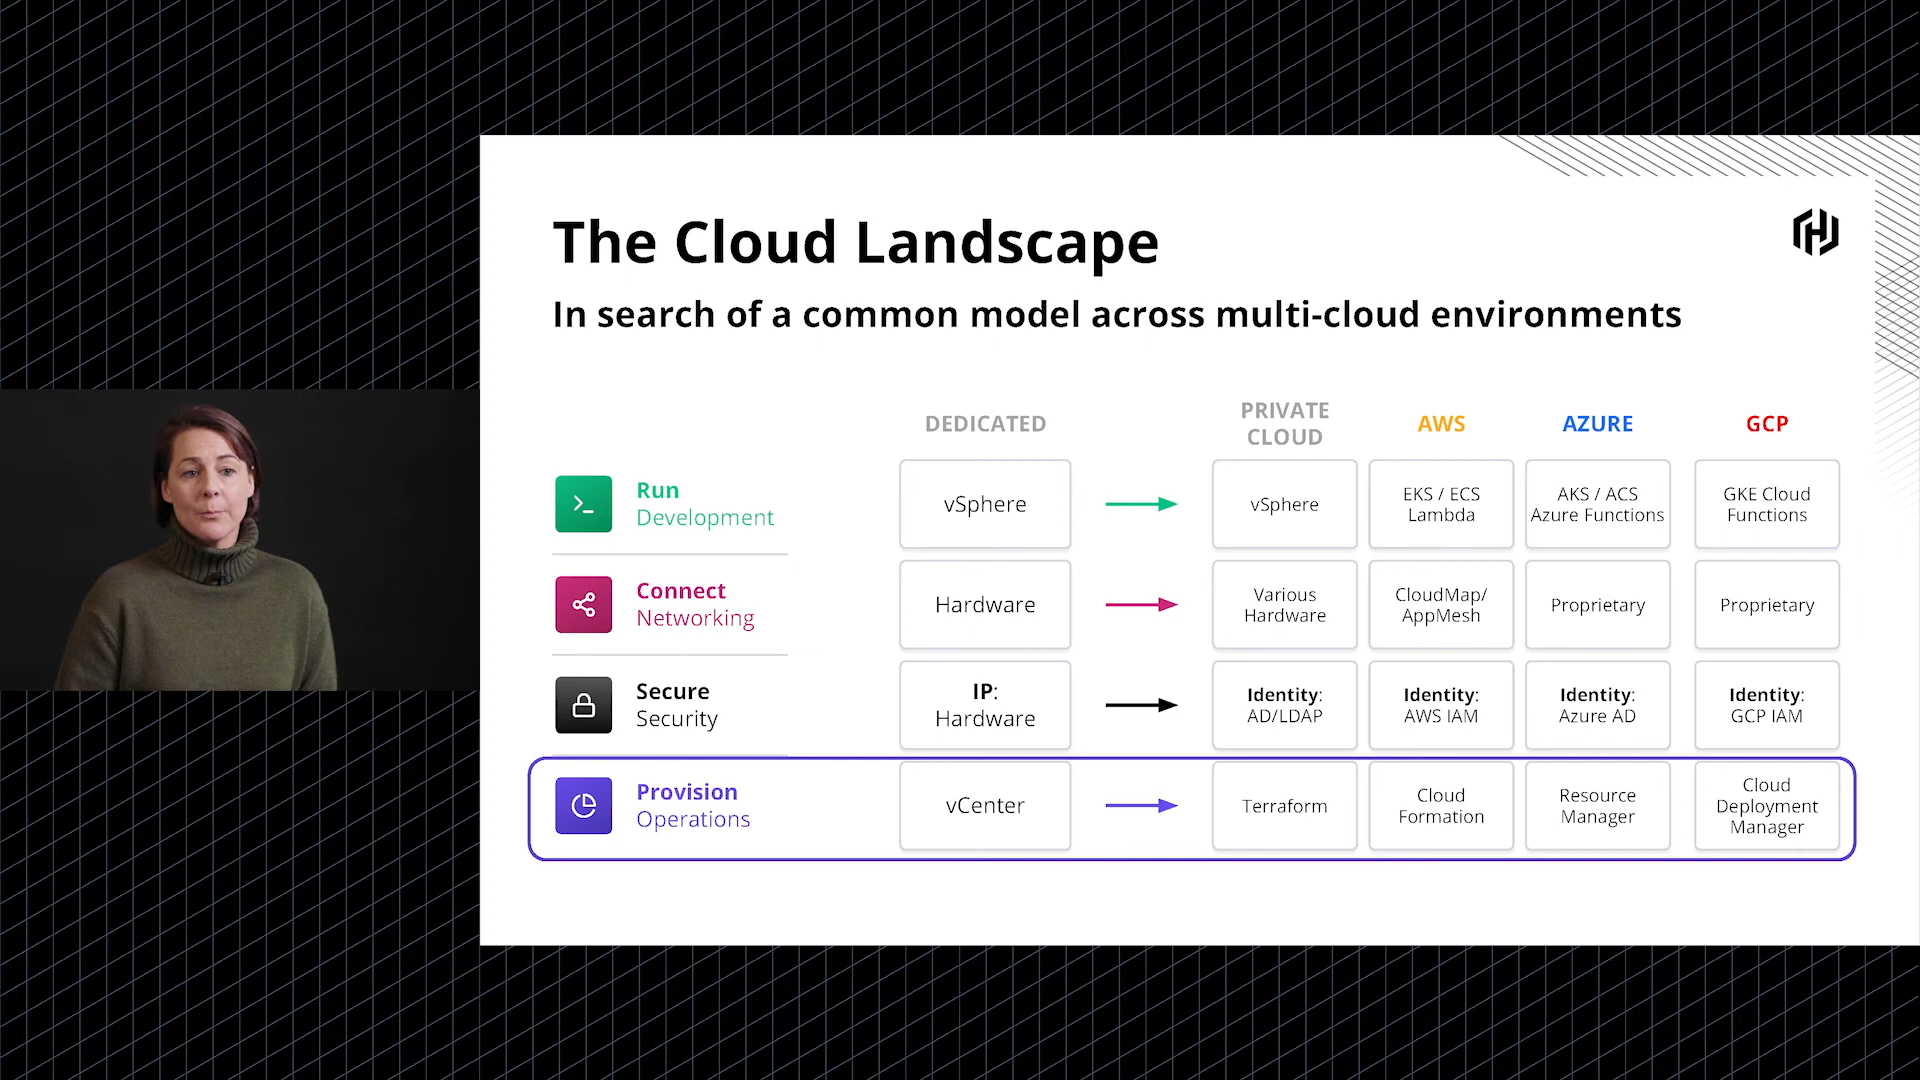 The Cloud Landscape
In search of a common model across multi-cloud environments
DEDICATED
PRIVATE
CLOUD
AWS
AZURE
GCP
Run
Development
vSphere
vSphere
EKS / ECS
Lambda
AKS / ACS
Azure Functions
GKE Cloud
Functions
Connect
Networking
Hardware
Various
Hardware
CloudMap/
AppMesh
Proprietary
Proprietary
Secure
Security
IP:
Hardware
Identity:
AD/LDAP
Identity:
AWS IAM
Identity:
Azure AD
Identity:
GCP IAM
Provision
Operations
vCenter
Terraform
Cloud
Formation
Resource
Manager
Cloud
Deployment
Manager